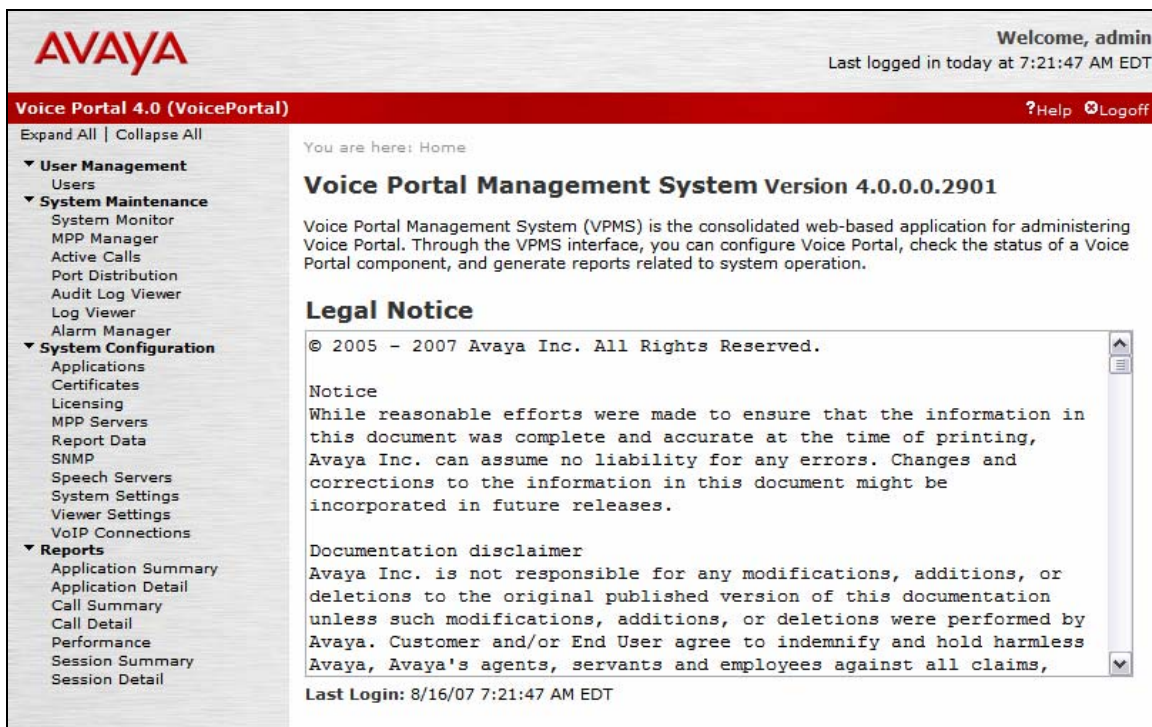 AVAYA
Welcome, admin
Last logged in today at 7:21:47 AM EDT
Voice Portal 4.0 (VoicePortal)
?Help Logoff
Expand All | Collapse All
User Management
Users
System Maintenance
System Monitor
MPP Manager
Active Calls
Port Distribution
Audit Log Viewer
Log Viewer
Alarm Manager
System Configuration
Applications
Certificates
Licensing
MPP Servers
Report Data
SNMP
Speech Servers
System Settings
Viewer Settings
VoIP Connections
Reports
Application Summary
Application Detail
Call Summary
Call Detail
Performance
Session Summary
Session Detail
You are here: Home
Voice Portal Management System Version 4.0.0.0.2901
Voice Portal Management System (VPMS) is the consolidated web-based application for administering
Voice Portal. Through the VPMS interface, you can configure Voice Portal, check the status of a Voice
Portal component, and generate reports related to system operation.
Legal Notice
© 2005 - 2007 Avaya Inc. All Rights Reserved.
Notice
While reasonable efforts were made to ensure that the information in
this document was complete and accurate at the time of printing,
Avaya Inc. can assume no liability for any errors. Changes and
corrections to the information in this document might be
incorporated in future releases.
Documentation disclaimer
Avaya Inc. is not responsible for any modifications, additions, or
deletions to the original published version of this documentation
unless such modifications, additions, or deletions were performed by
Avaya. Customer and/or End User agree to indemnify and hold harmless
Avaya, Avaya's agents, servants and employees against all claims,
Last Login: 8/16/07 7:21:47 AM EDT